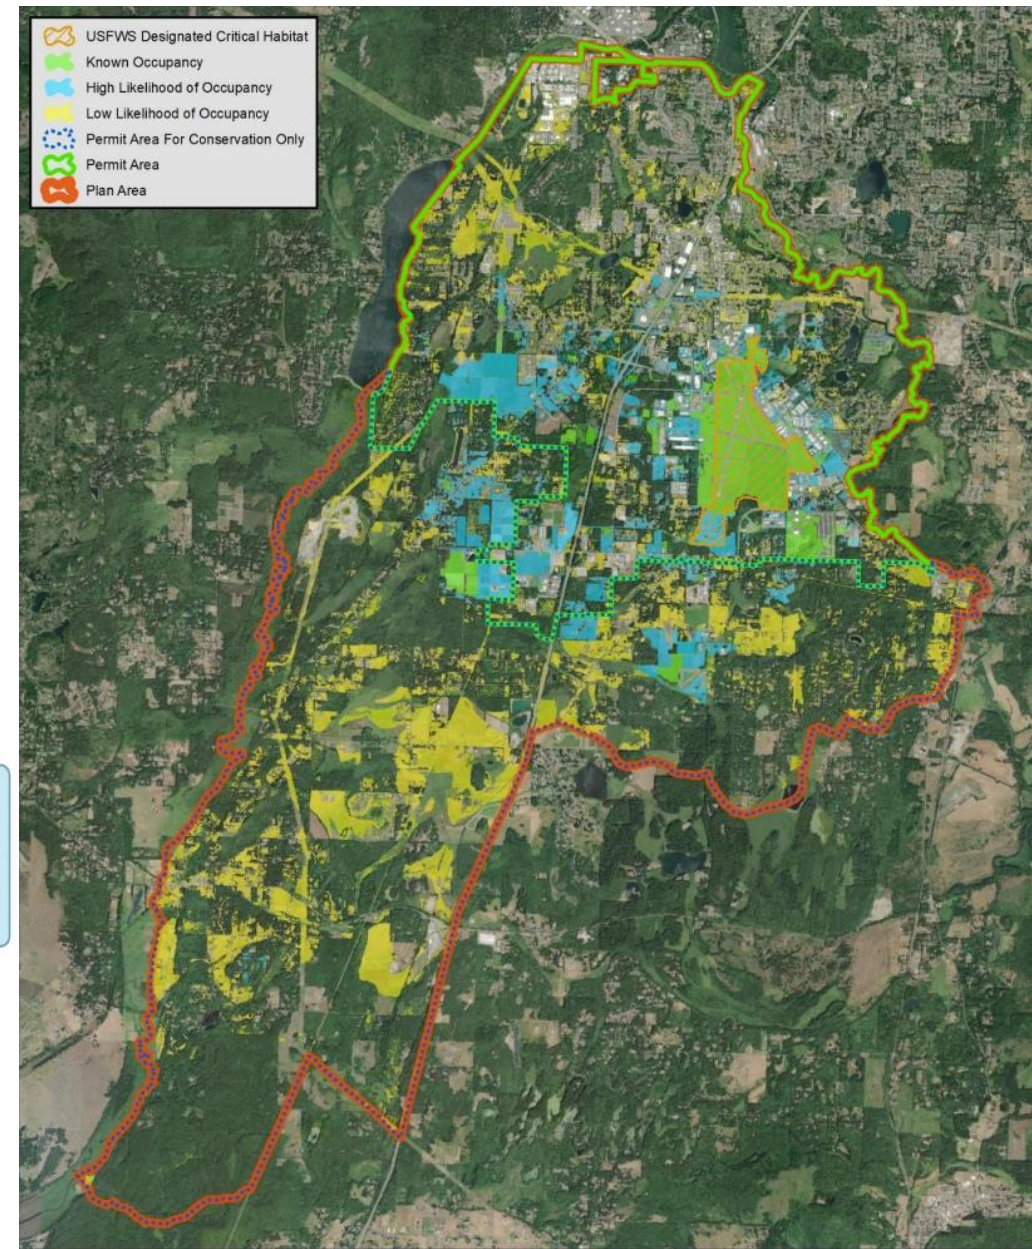 USFWS Designated Critical Habitat
Known Occupancy
High Likelihood of Occupancy
Low Likelihood of Occupancy
Permit Area For Conservation Only
Permit Area
Plan Area